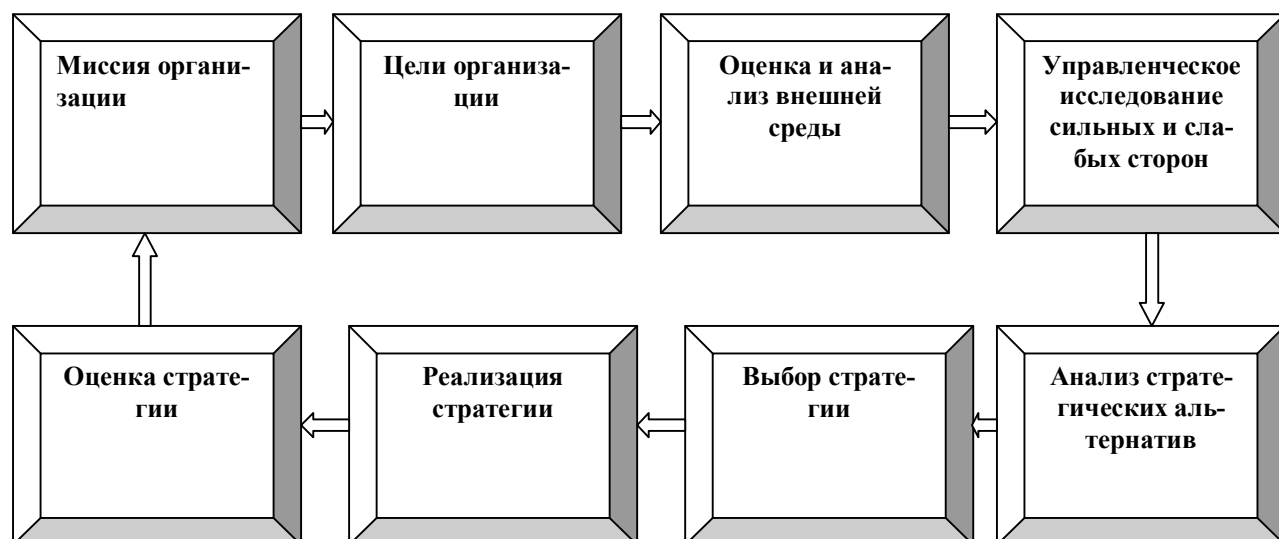 Миссия органи-
зации
Цели организа-
ции
Оценка и ана-
лиз внешней
среды
Управленческое
исследование
сильных и сла-
бых сторон
Оценка страте-
гии
Реализация
стратегии
Выбор страте-
гии
Анализ страте-
гических аль-
тернатив